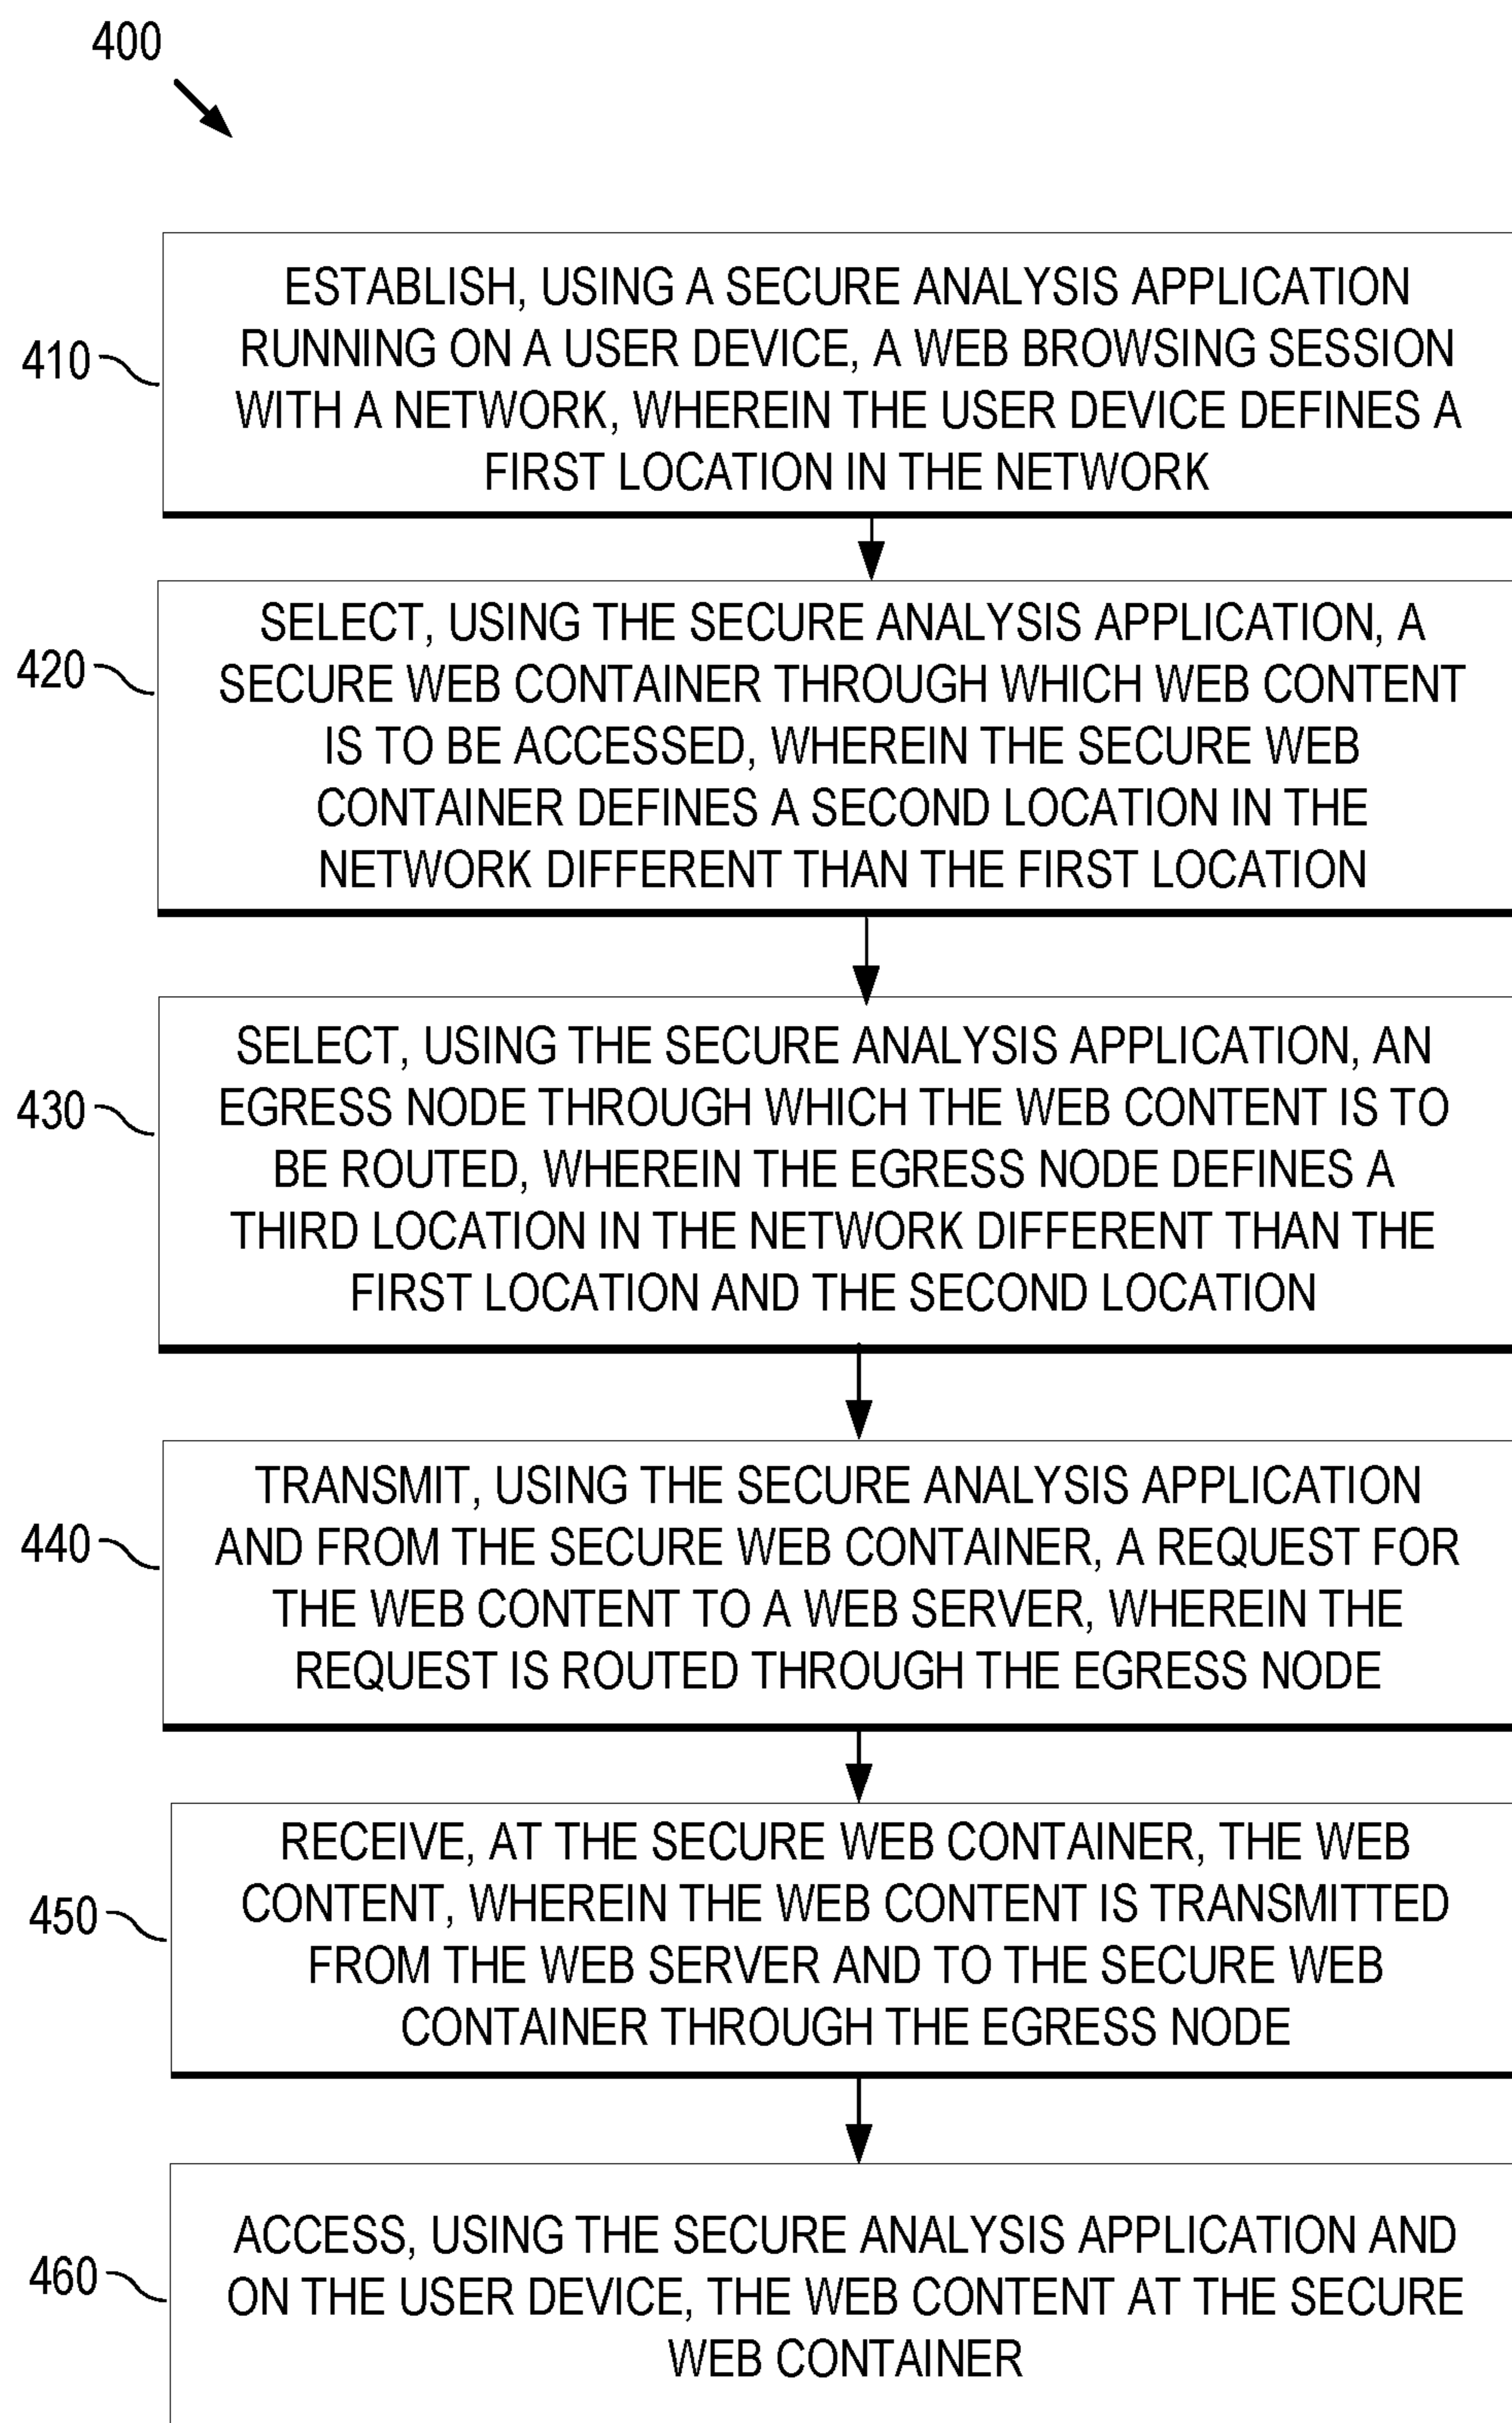 400
410
ESTABLISH, USING A SECURE ANALYSIS APPLICATION
RUNNING ON A USER DEVICE, A WEB BROWSING SESSION
WITH A NETWORK, WHEREIN THE USER DEVICE DEFINES A
FIRST LOCATION IN THE NETWORK
420
SELECT, USING THE SECURE ANALYSIS APPLICATION, A
SECURE WEB CONTAINER THROUGH WHICH WEB CONTENT
IS TO BE ACCESSED, WHEREIN THE SECURE WEB
CONTAINER DEFINES A SECOND LOCATION IN THE
NETWORK DIFFERENT THAN THE FIRST LOCATION
430
SELECT, USING THE SECURE ANALYSIS APPLICATION, AN
EGRESS NODE THROUGH WHICH THE WEB CONTENT IS TO
BE ROUTED, WHEREIN THE EGRESS NODE DEFINES A
THIRD LOCATION IN THE NETWORK DIFFERENT THAN THE
FIRST LOCATION AND THE SECOND LOCATION
440
TRANSMIT, USING THE SECURE ANALYSIS APPLICATION
AND FROM THE SECURE WEB CONTAINER, A REQUEST FOR
THE WEB CONTENT TO A WEB SERVER, WHEREIN THE
REQUEST IS ROUTED THROUGH THE EGRESS NODE
450
RECEIVE, AT THE SECURE WEB CONTAINER, THE WEB
CONTENT, WHEREIN THE WEB CONTENT IS TRANSMITTED
FROM THE WEB SERVER AND TO THE SECURE WEB
CONTAINER THROUGH THE EGRESS NODE
460
ACCESS, USING THE SECURE ANALYSIS APPLICATION AND
ON THE USER DEVICE, THE WEB CONTENT AT THE SECURE
WEB CONTAINER